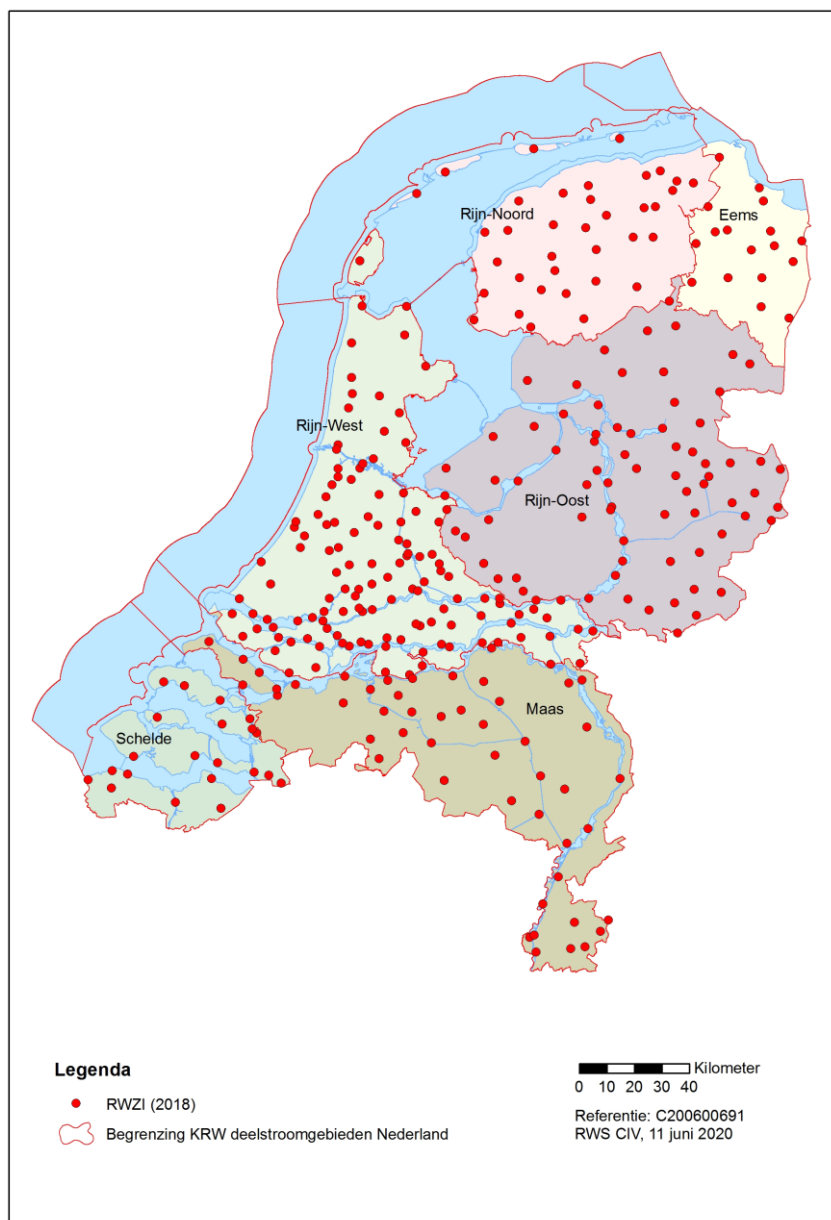 Rijn-Noord
Eems
Rijn-West
Rijn-Oost
Maas
Schelde
Legenda
RWZI (2018)
Begrenzing KRW deelstroomgebieden Nederland
Kilometer
0 10 20 30 40
Referentie: C200600691
RWS CIV, 11 juni 2020